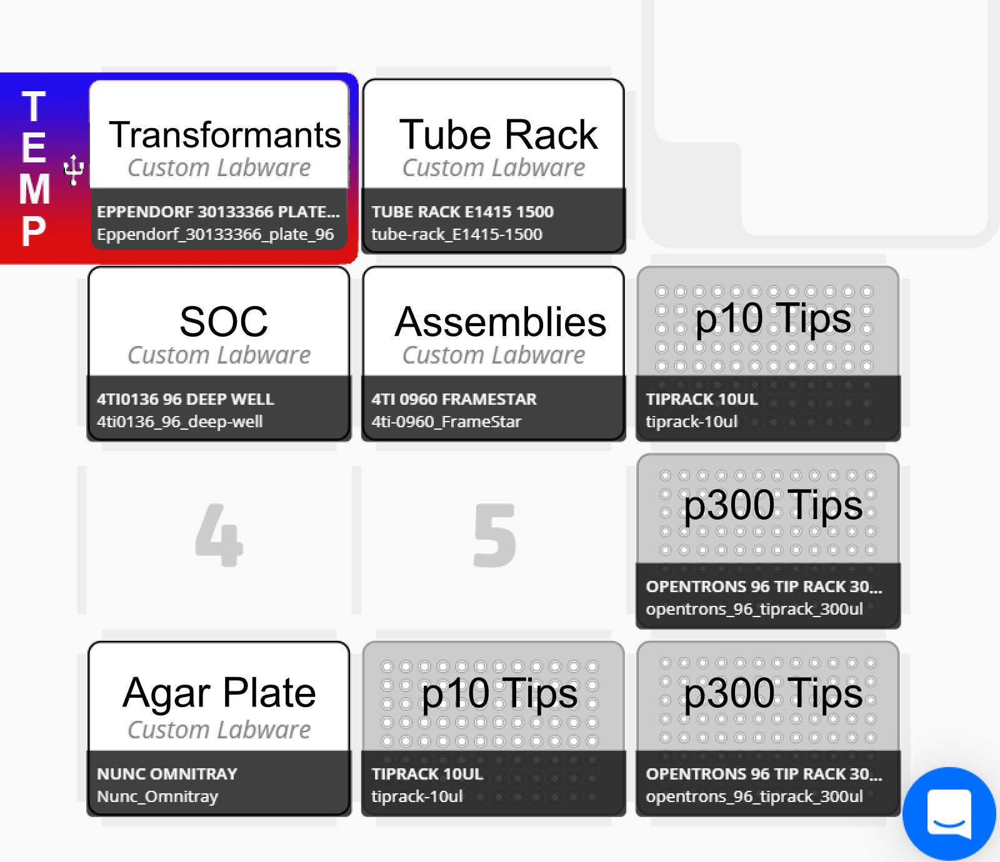 TEMP
Transformants
Custom Labware
EPPENDORF 30133366 PLATE...
Eppendorf_30133366_plate_96
Tube Rack
Custom Labware
TUBE RACK E1415 1500
tube-rack_E1415-1500
SOC
Custom Labware
4TI0136 96 DEEP WELL
4ti0136_96_deep-well
Assemblies
Custom Labware
4TI 0960 FRAMESTAR
4ti-0960_FrameStar
p10 Tips
TIPRACK 10UL
tiprack-10ul
4
5
p300 Tips
OPENTRONS 96 TIP RACK 30...
opentrons_96_tiprack_300ul
Agar Plate
Custom Labware
NUNC OMNITRAY
Nunc_Omnitray
p10 Tips
TIPRACK 10UL
tiprack-10ul
p300 Tips
OPENTRONS 96 TIP RACK 30...
opentrons_96_tiprack_300ul